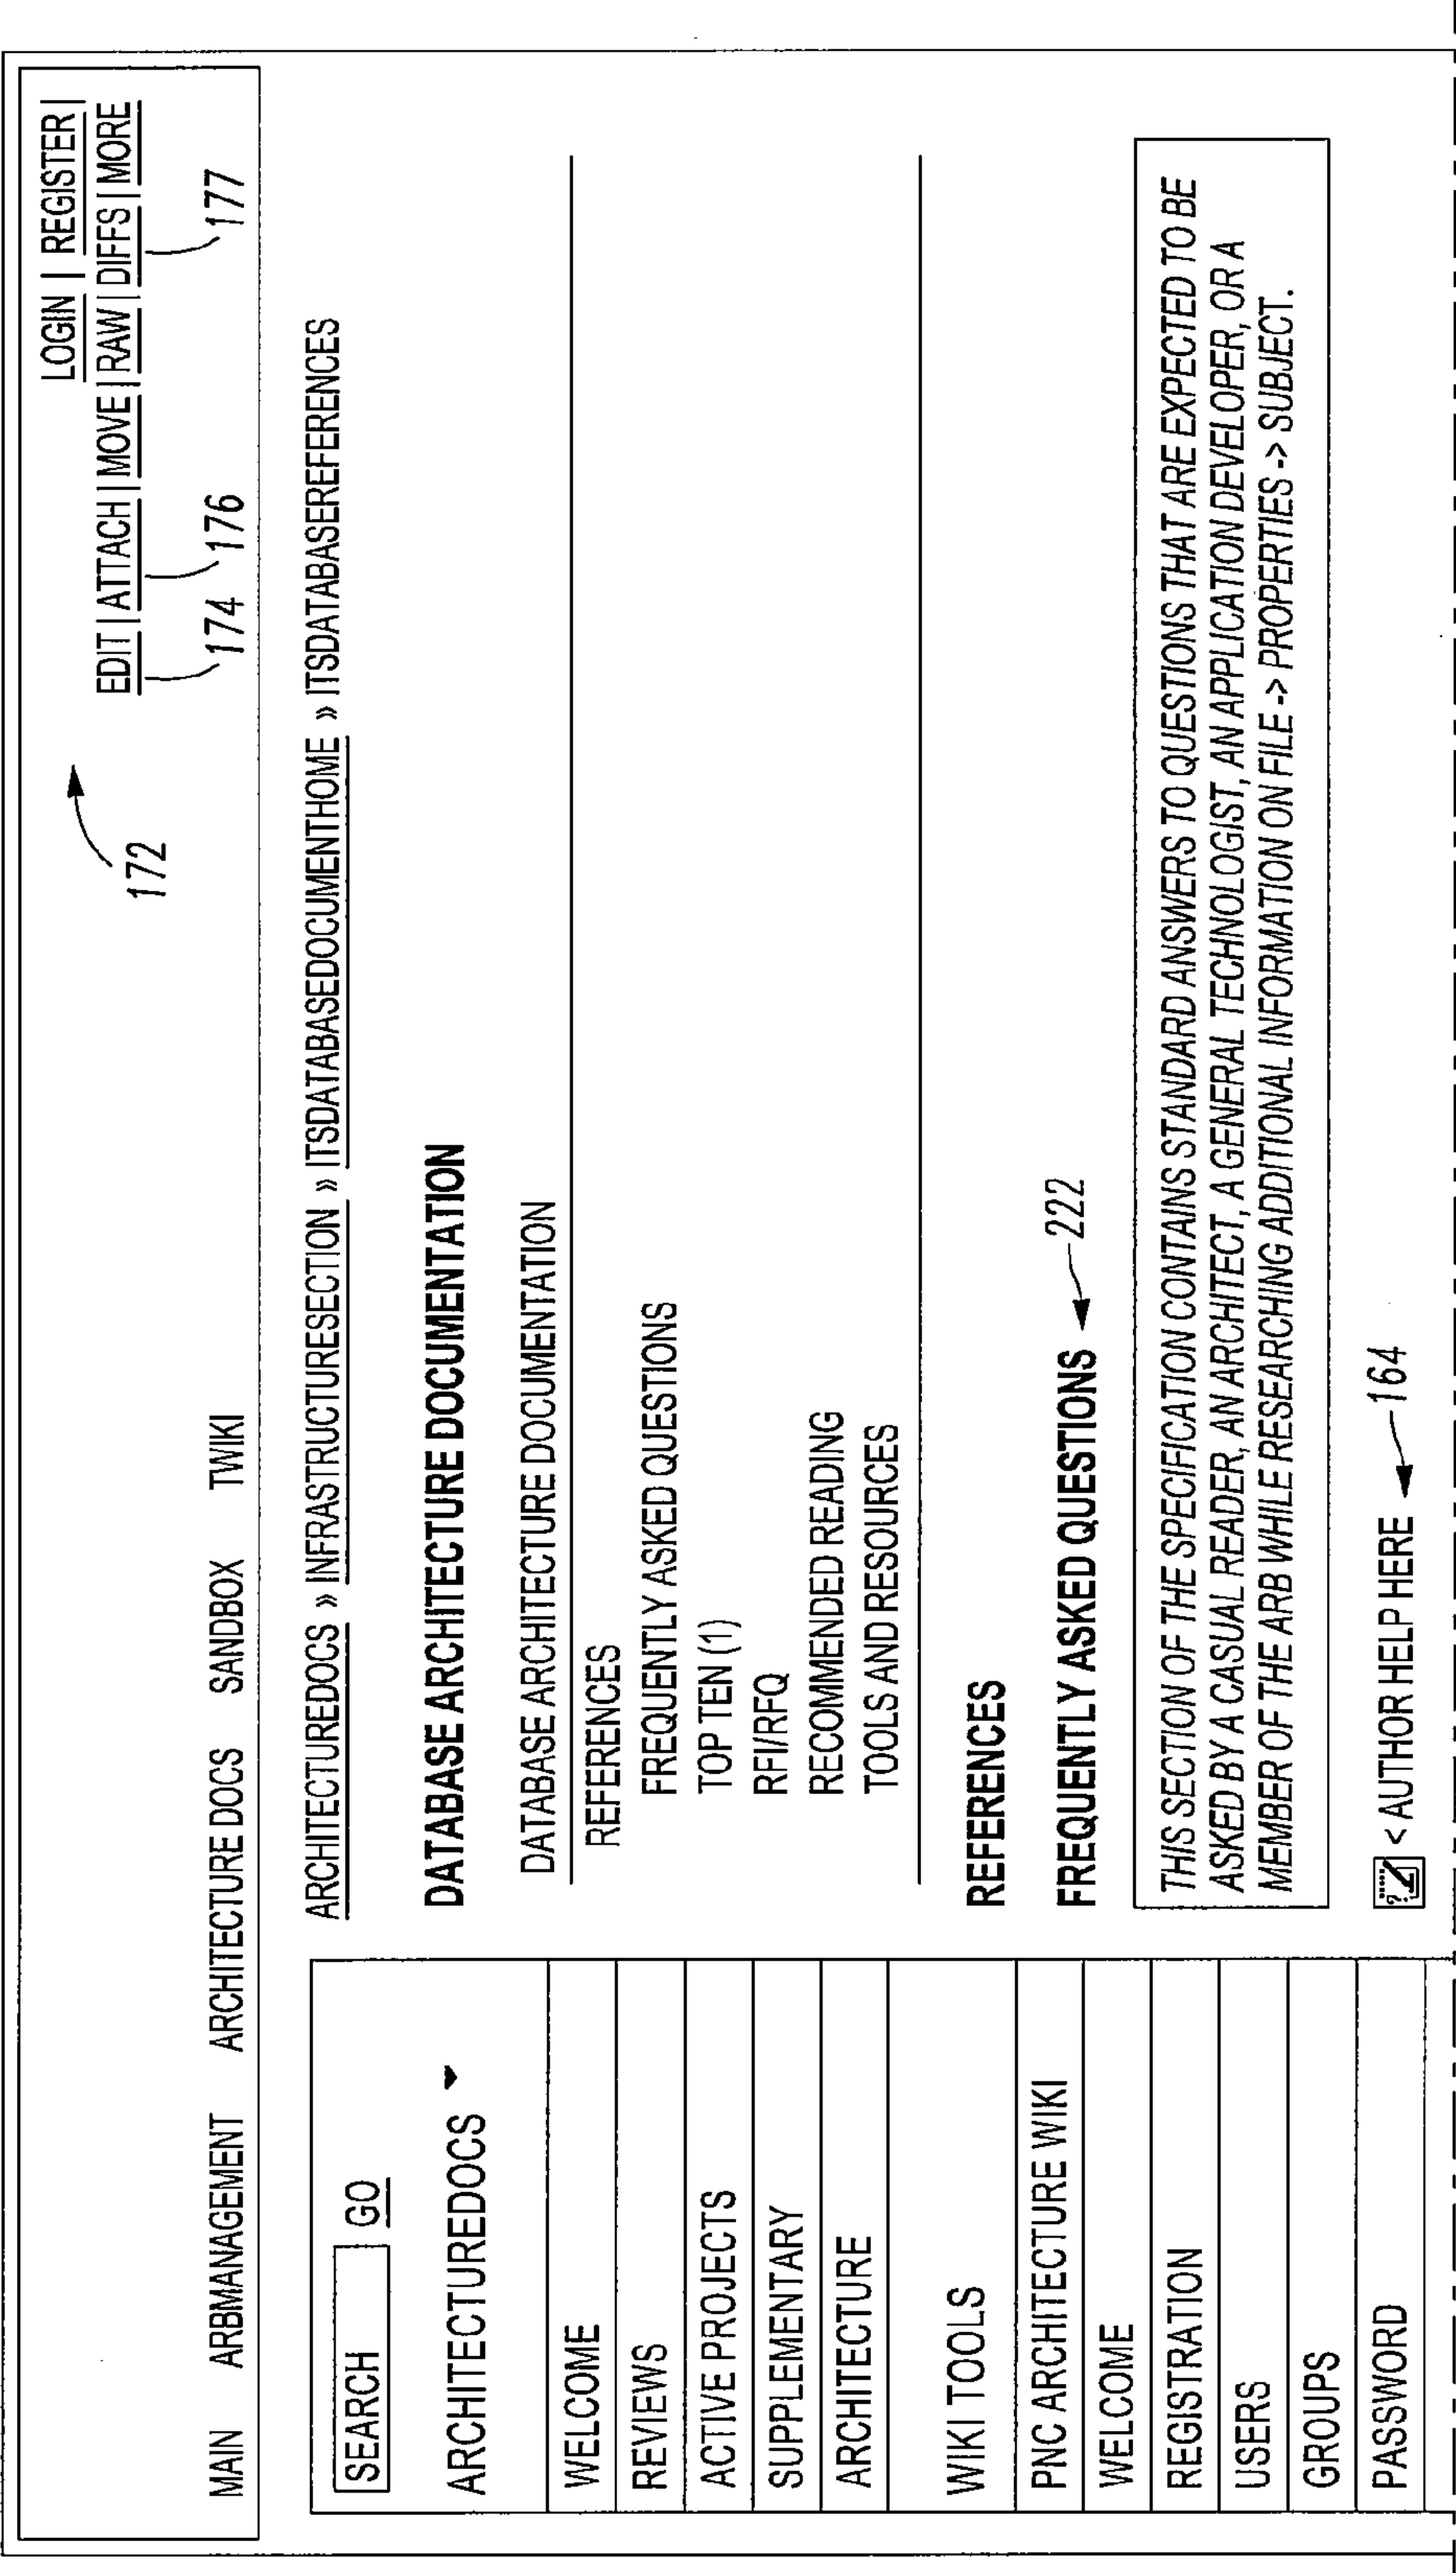 LOGIN | REGISTER |
EDIT | ATTACH | MOVE | RAW | DIFFS | MORE
172
174
176
177
MAIN ARBMANAGEMENT ARCHITECTURE DOCS SANDBOX TWIKI
SEARCH GO
ARCHITECTUREDOCS
WELCOME
REVIEWS
ACTIVE PROJECTS
SUPPLEMENTARY
ARCHITECTURE
WIKI TOOLS
PNC ARCHITECTURE WIKI
WELCOME
REGISTRATION
USERS
GROUPS
PASSWORD
ARCHITECTUREDOCS » INFRASTRUCTURESECTION » ITSDATABASEDOCUMENTHOME » ITSDATABASEREFERENCES
DATABASE ARCHITECTURE DOCUMENTATION
DATABASE ARCHITECTURE DOCUMENTATION
REFERENCES
FREQUENTLY ASKED QUESTIONS
TOP TEN (1)
RFI/RFQ
RECOMMENDED READING
TOOLS AND RESOURCES
REFERENCES
FREQUENTLY ASKED QUESTIONS 222
THIS SECTION OF THE SPECIFICATION CONTAINS STANDARD ANSWERS TO QUESTIONS THAT ARE EXPECTED TO BE
ASKED BY A CASUAL READER, AN ARCHITECT, A GENERAL TECHNOLOGIST, AN APPLICATION DEVELOPER, OR A
MEMBER OF THE ARB WHILE RESEARCHING ADDITIONAL INFORMATION ON FILE -> PROPERTIES -> SUBJECT.
< AUTHOR HELP HERE 164